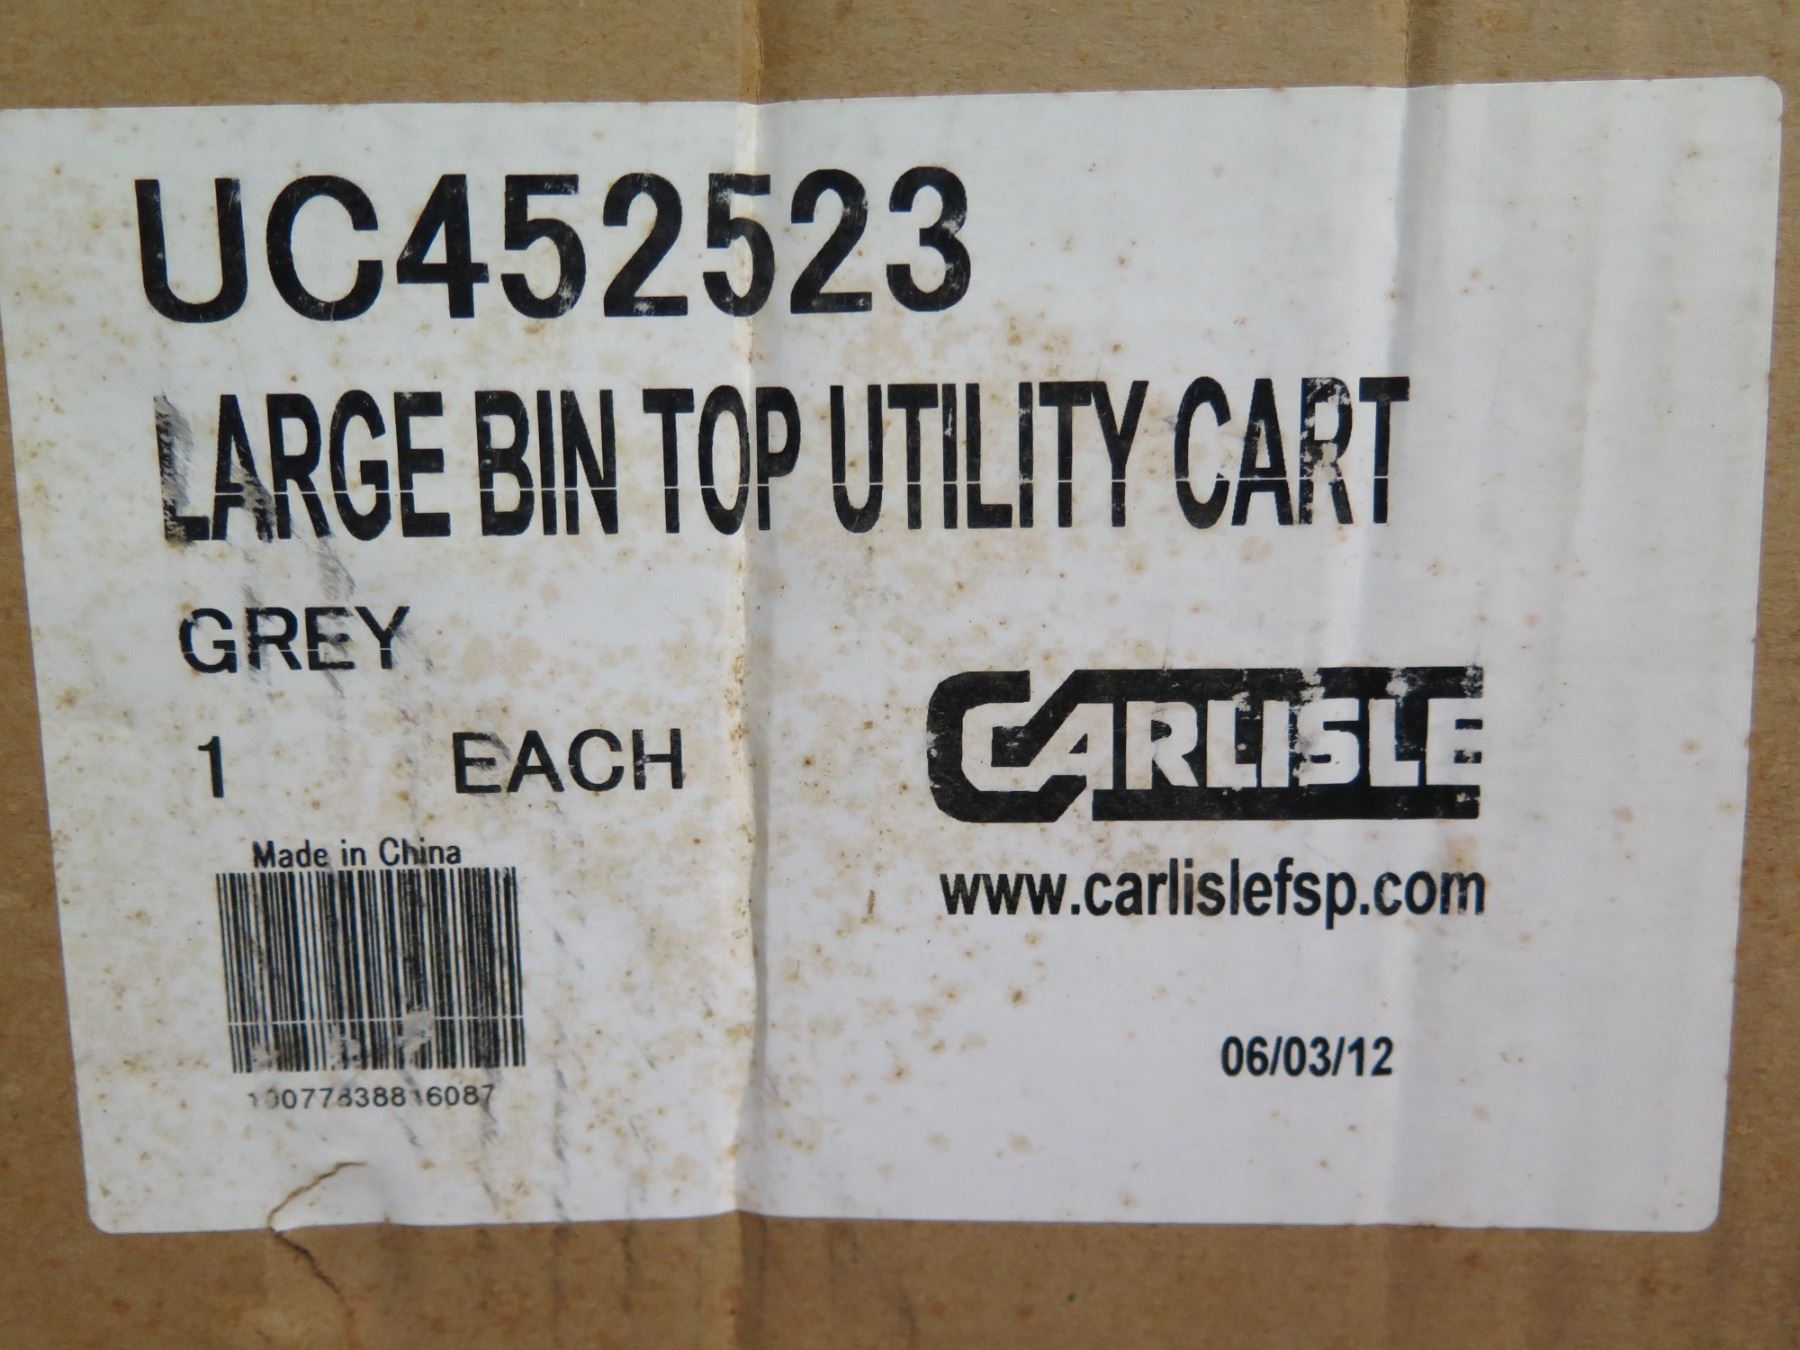 UC452523
LARGE BIN TOP UTILITY CART
GREY
1 EACH
CARLISLE
www.carlislefsp.com
Made in China
06/03/12